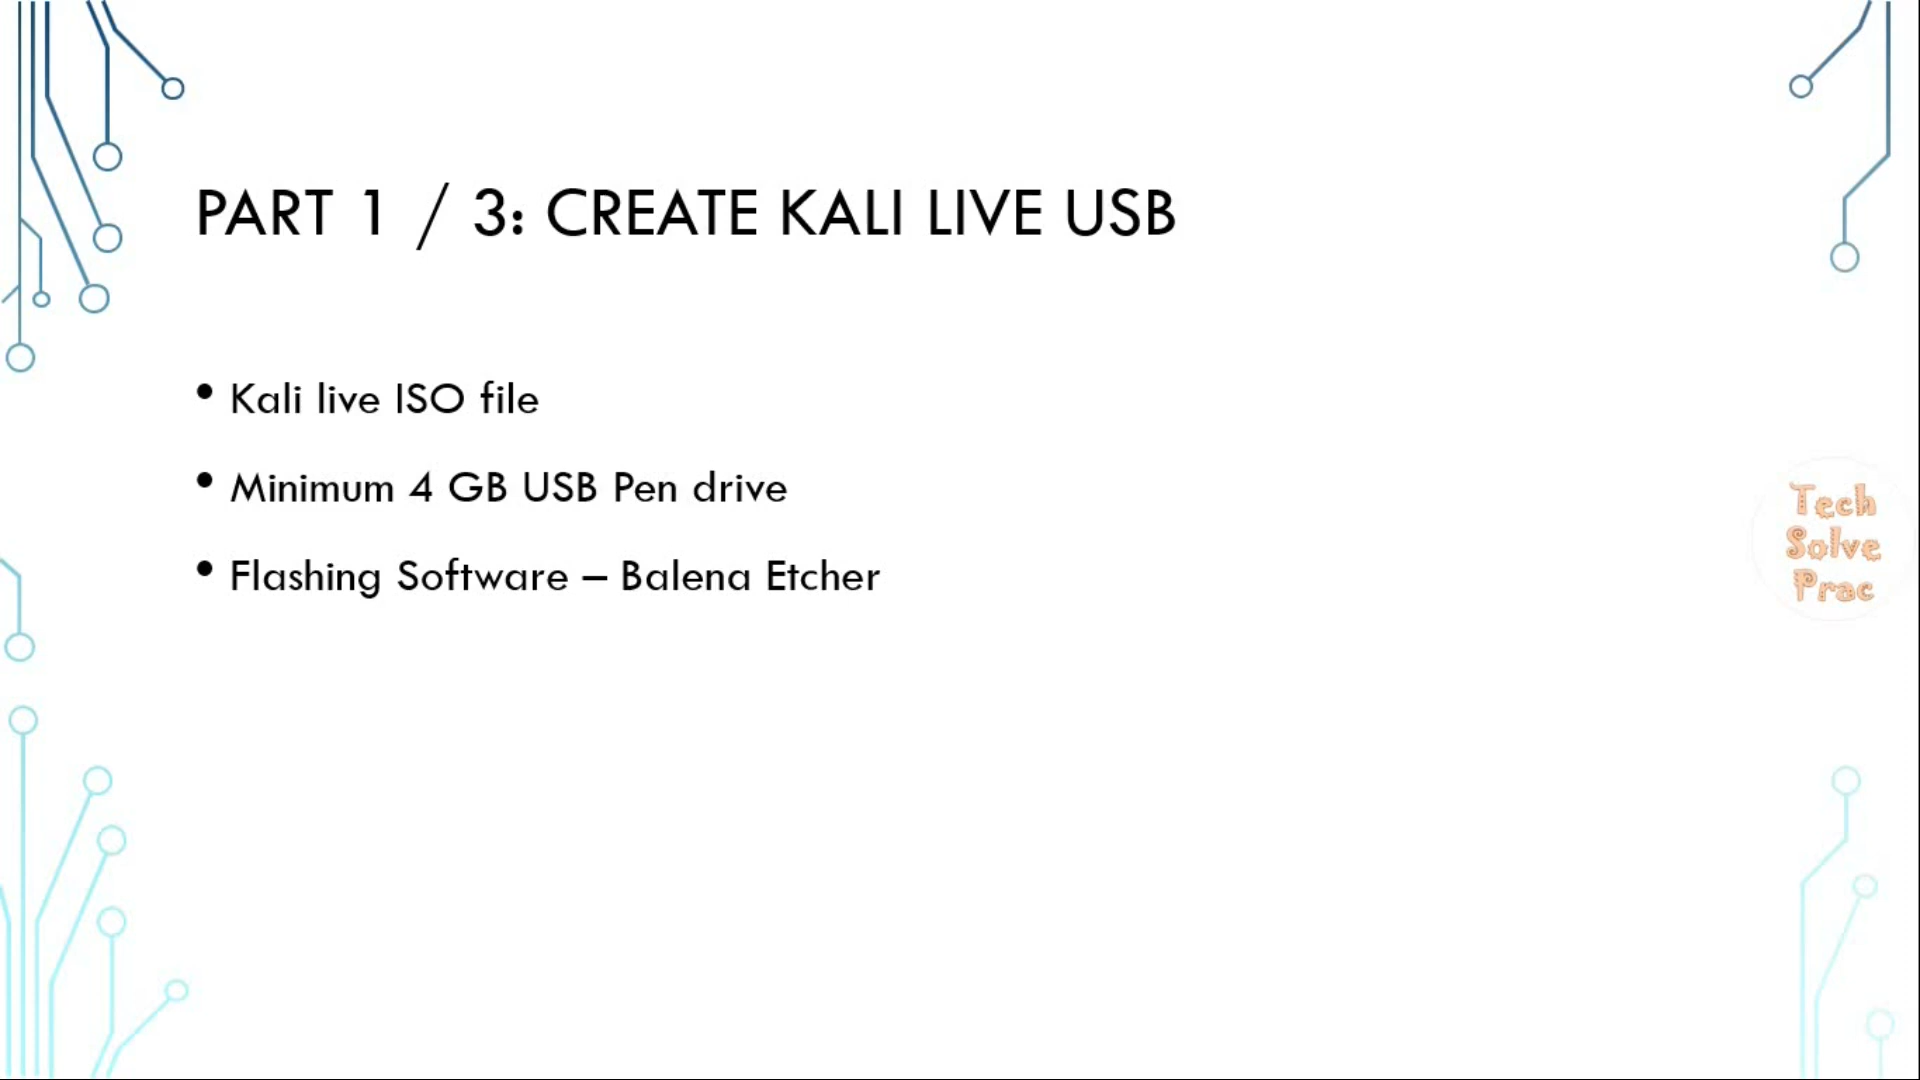 PART 1 / 3: CREATE KALI LIVE USB
• Kali live ISO file
• Minimum 4 GB USB Pen drive
• Flashing Software – Balena Etcher
Tech
Solve
Prac